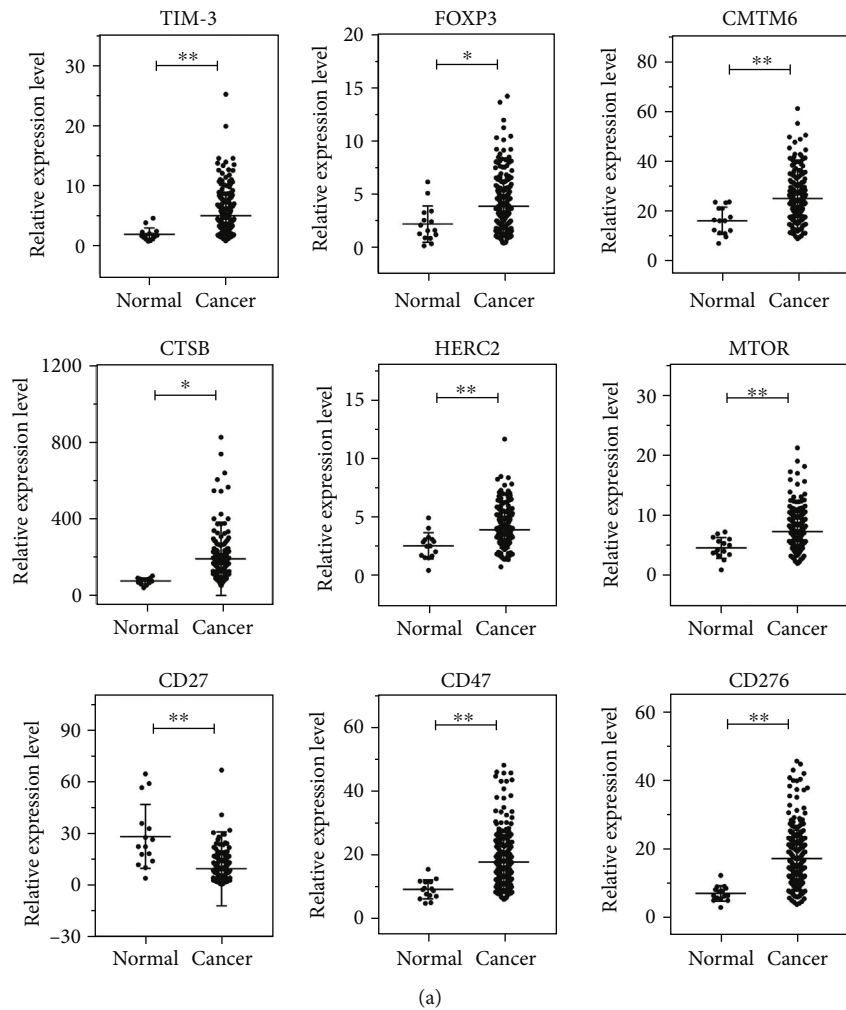 TIM-3 FOXP3 CMTM6
Relative expression level
30
20
10
0
**
Normal Cancer
Relative expression level
20
15
10
5
0
*
Normal Cancer
Relative expression level
80
60
40
20
0
**
Normal Cancer
CTSB HERC2 MTOR
Relative expression level
1200
800
400
0
*
Normal Cancer
Relative expression level
15
10
5
0
**
Normal Cancer
Relative expression level
30
20
10
0
**
Normal Cancer
CD27 CD47 CD276
Relative expression level
90
60
30
0
−30
**
Normal Cancer
Relative expression level
60
40
20
0
**
Normal Cancer
Relative expression level
60
40
20
0
**
Normal Cancer
(a)